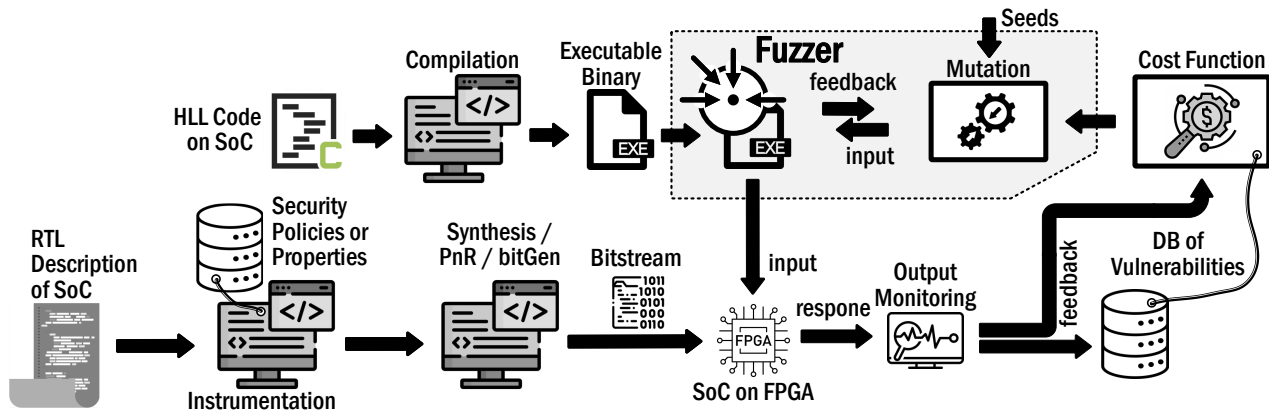 Seeds
Fuzzer
Compilation
Executable
Binary
Cost Function
Mutation
feedback
input
HLL Code
on SoC
</>
<>
C
EXE
EXE
$
Security
Policies or
Properties
RTL
Description
of SoC
Synthesis /
PnR / bitGen
Bitstream
1011
1010
0101
000
0110
input
Output
Monitoring
respone
feedback
DB of
Vulnerabilities
</>
<>
</>
<>
FPGA
SoC on FPGA
Instrumentation